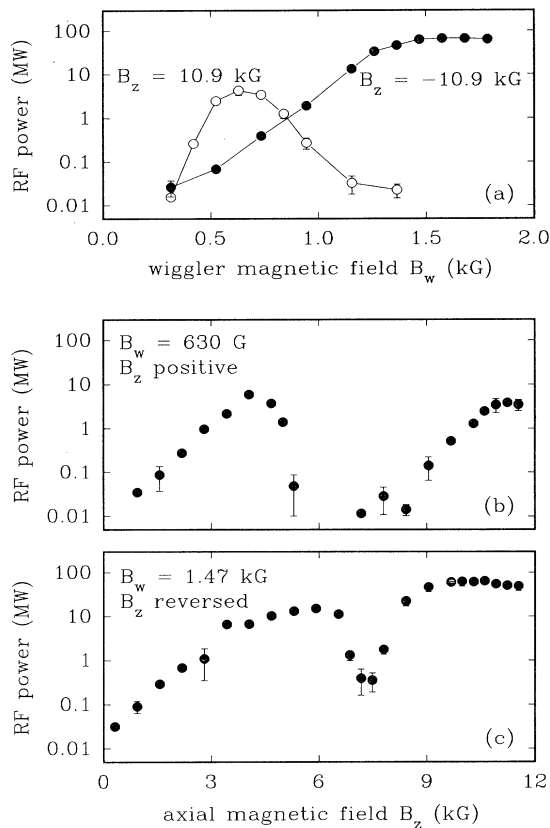 100
10
1
0.1
0.01
RF power (MW)
B_z = 10.9 kG
B_z = −10.9 kG
(a)
0.0 0.5 1.0 1.5 2.0
wiggler magnetic field B_w (kG)
100
10
1
0.1
0.01
RF power (MW)
B_w = 630 G
B_z positive
(b)
100
10
1
0.1
0.01
RF power (MW)
B_w = 1.47 kG
B_z reversed
(c)
0 3 6 9 12
axial magnetic field B_z (kG)